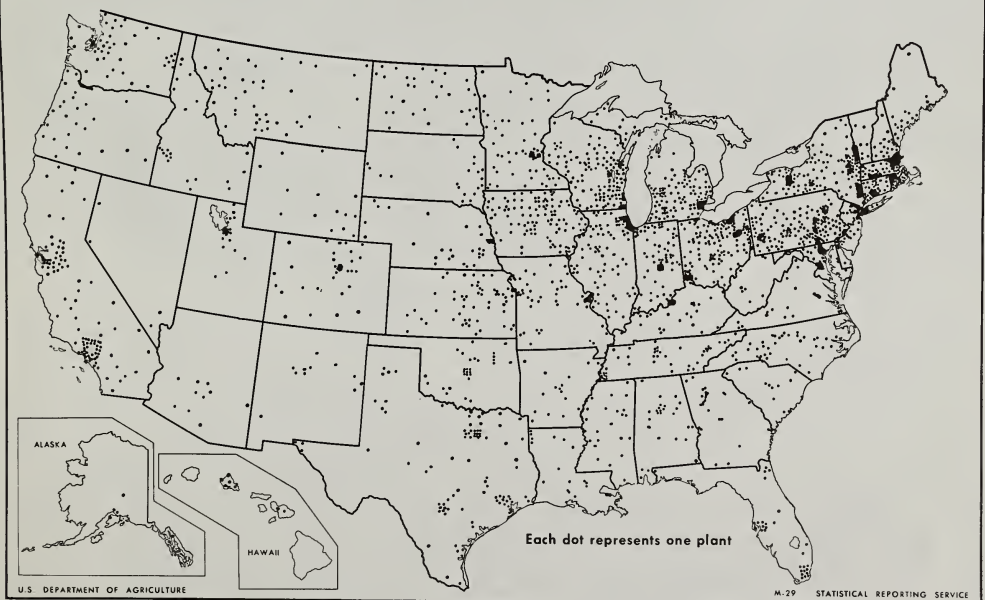 ALASKA
HAWAII
Each dot represents one plant
U.S. DEPARTMENT OF AGRICULTURE
M-29 STATISTICAL REPORTING SERVICE